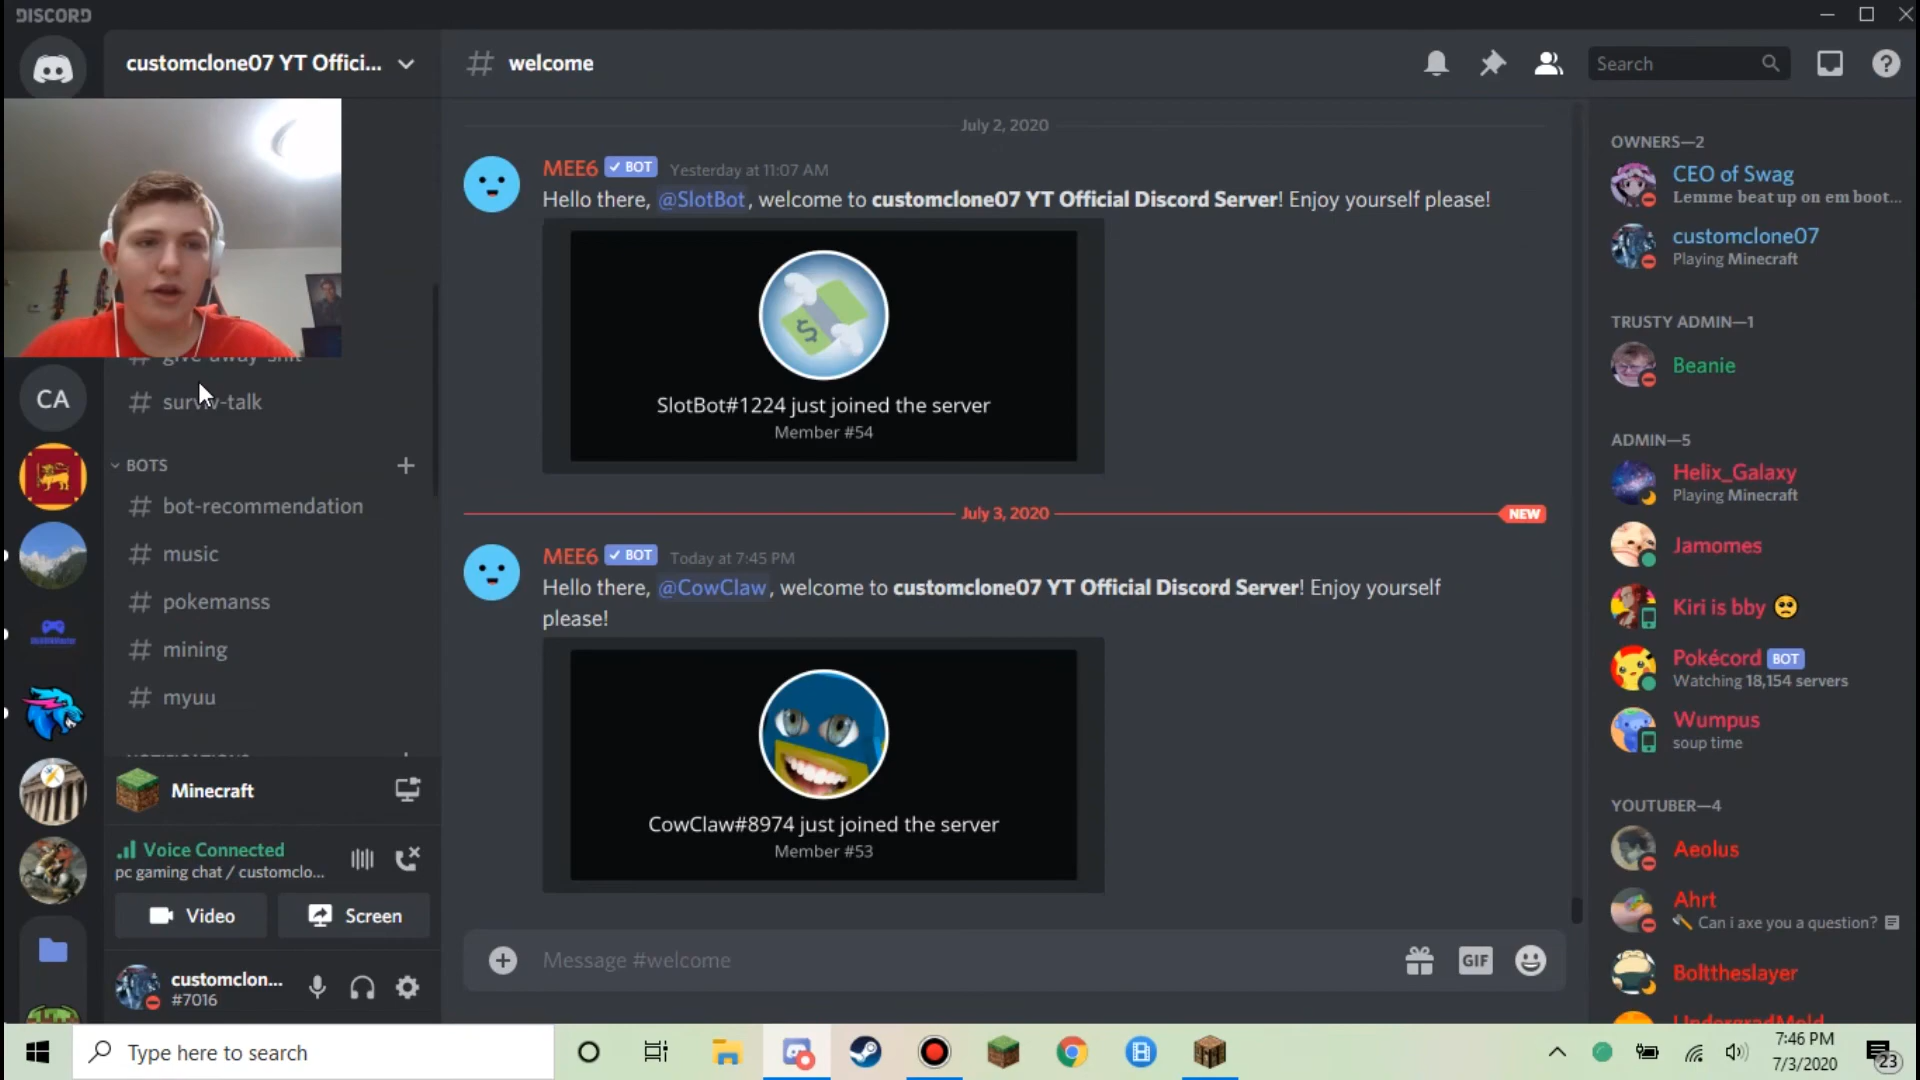 DISCORD
customclone07 YT Offici...
# welcome
Search
July 2, 2020
MEE6 ✓ BOT Yesterday at 11:07 AM
Hello there, @SlotBot, welcome to customclone07 YT Official Discord Server! Enjoy yourself please!
SlotBot#1224 just joined the server
Member #54
July 3, 2020 NEW
MEE6 ✓ BOT Today at 7:45 PM
Hello there, @CowClaw, welcome to customclone07 YT Official Discord Server! Enjoy yourself
please!
CowClaw#8974 just joined the server
Member #53
Message #welcome
GIF
CA
# give-away-shit
# surviv-talk
BOTS
# bot-recommendation
# music
# pokemanss
# mining
# myuu
NOTIFICATIONS
Minecraft
Voice Connected
pc gaming chat / customclo...
Video
Screen
customclon...
#7016
OWNERS—2
CEO of Swag
Lemme beat up on em boot...
customclone07
Playing Minecraft
TRUSTY ADMIN—1
Beanie
ADMIN—5
Helix_Galaxy
Playing Minecraft
Jamomes
Kiri is bby 🥺
Pokécord BOT
Watching 18,154 servers
Wumpus
soup time
YOUTUBER—4
Aeolus
Ahrt
🪓 Can i axe you a question?
Bolttheslayer
UndergradMold
Type here to search
7:46 PM
7/3/2020
23